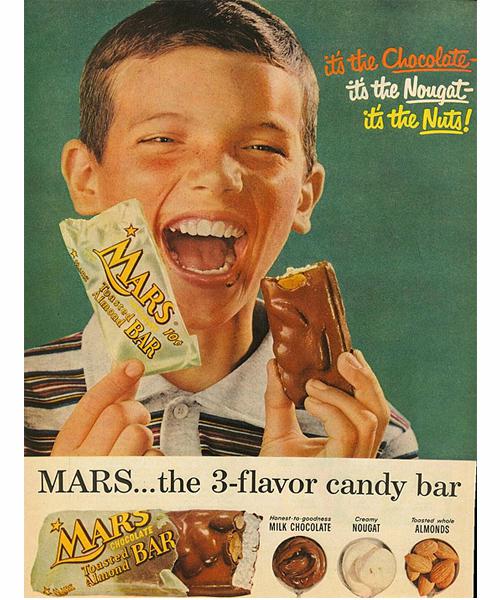 it's the Chocolate-
it's the Nougat-
it's the Nuts!
MARS
Toasted
Almond BAR
10¢
MARS...the 3-flavor candy bar
MARS
CHOCOLATE
Toasted
Almond BAR
Honest-to-goodness
MILK CHOCOLATE
Creamy
NOUGAT
Toasted whole
ALMONDS